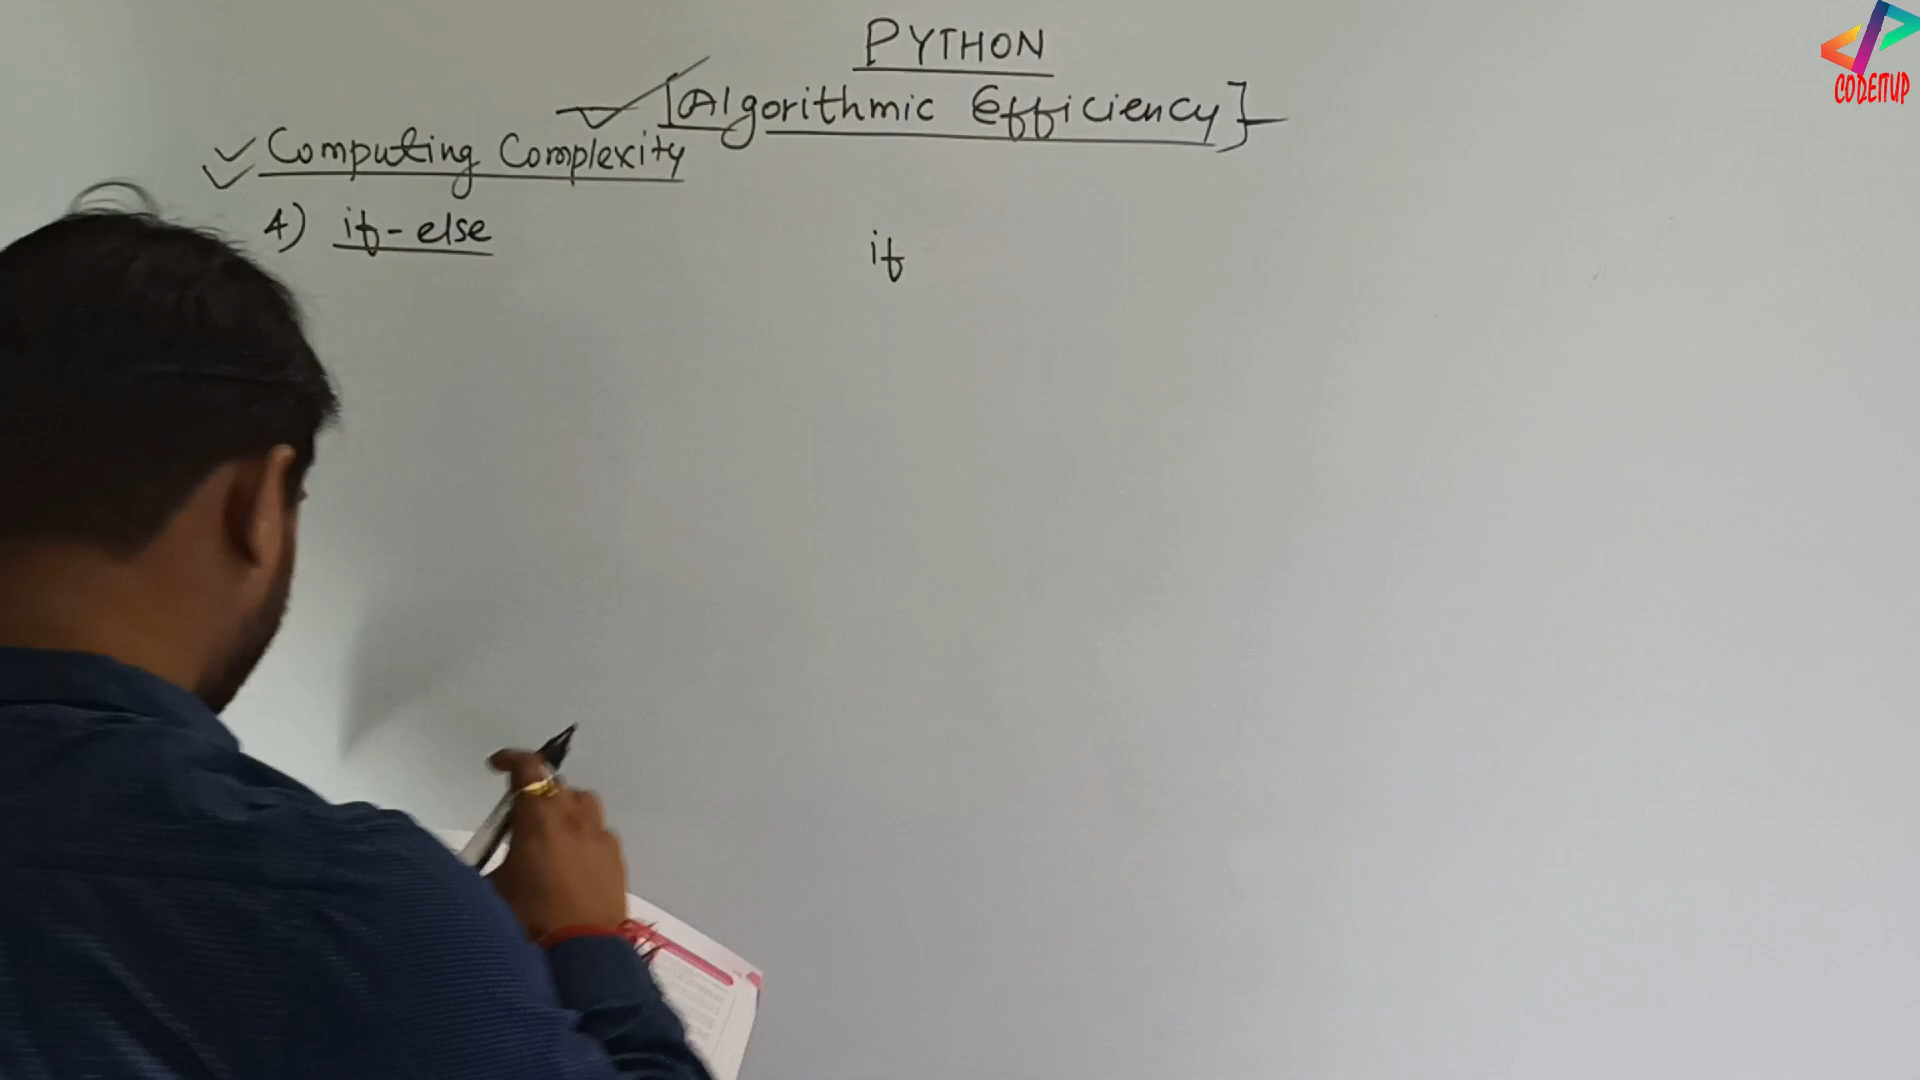 PYTHON
[Algorithmic Efficiency]
Computing Complexity
4) if-else
if
CODEITUP